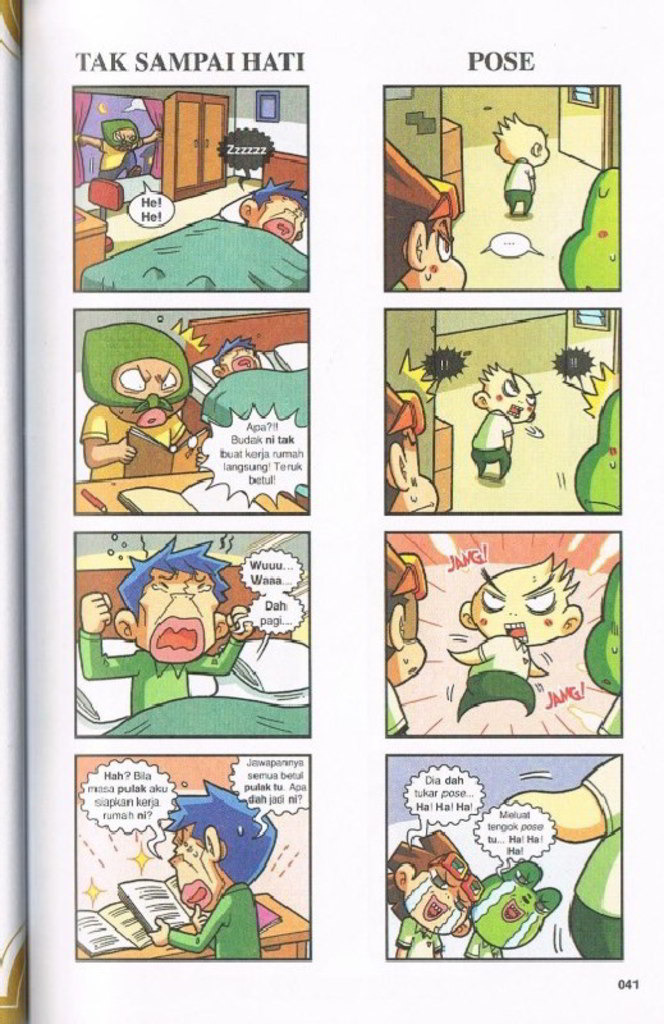 TAK SAMPAI HATI
Zzzzzz
He!
He!
Apa?!!
Budak ni tak
buat kerja rumah
langsung! Teruk
betul!
Wuuu...
Waaa...
Dah
pagi...
Hah? Bila
masa pulak aku
siapkan kerja
rumah ni?
Jawapannya
semua betul
pulak tu. Apa
dah jadi ni?
POSE
...
!!
!!
JANG!
JANG!
Dia dah
tukar pose...
Ha! Ha! Ha!
Meluat
tengok pose
tu... Ha! Ha!
Ha!
041